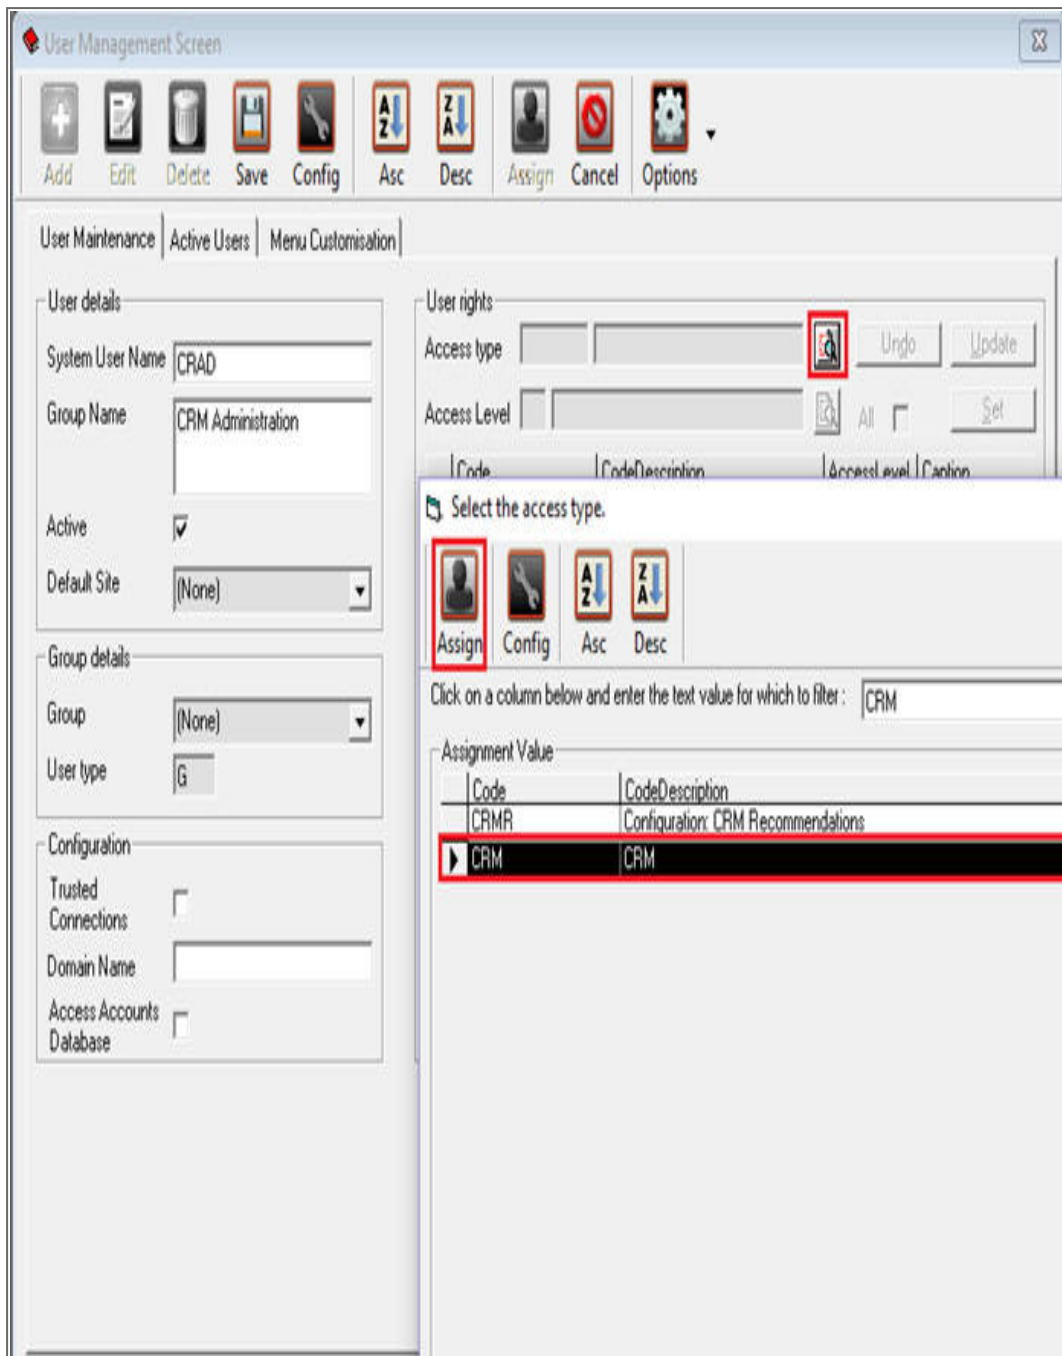 User Management Screen
Add Edit Delete Save Config Asc Desc Assign Cancel Options
User Maintenance Active Users Menu Customisation
User details
System User Name CRAD
Group Name CRM Administration
Active
Default Site (None)
Group details
Group (None)
User type G
Configuration
Trusted
Connections
Domain Name
Access Accounts
Database
User rights
Access type Undo Update
Access Level All Set
Code CodeDescription AccessLevel Caption
Select the access type.
Assign Config Asc Desc
Click on a column below and enter the text value for which to filter : CRM
Assignment Value
Code CodeDescription
CRMR Configuration: CRM Recommendations
CRM CRM